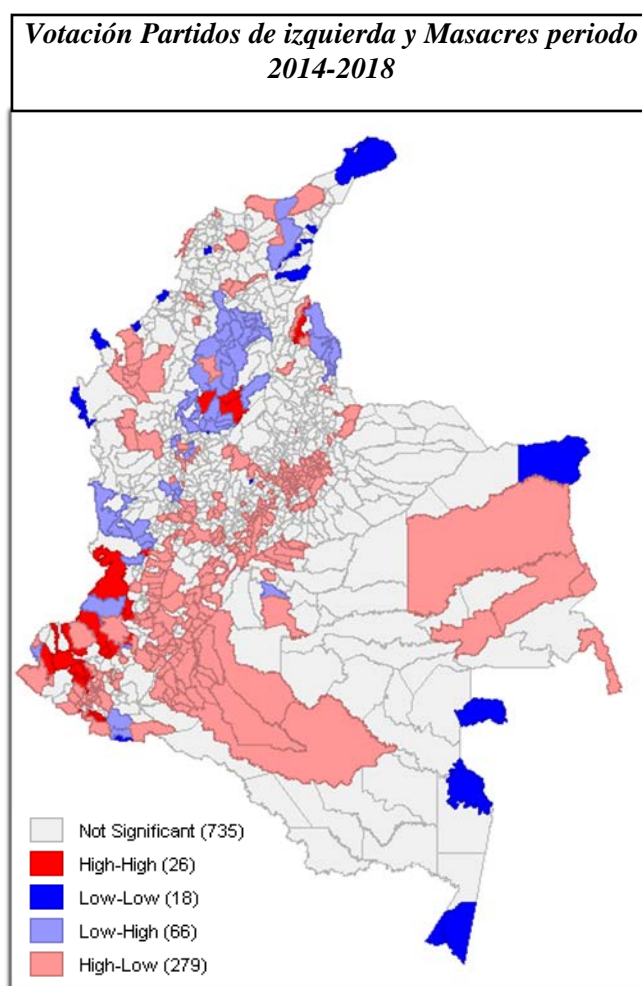 Votación Partidos de izquierda y Masacres periodo
2014-2018
Not Significant (735)
High-High (26)
Low-Low (18)
Low-High (66)
High-Low (279)